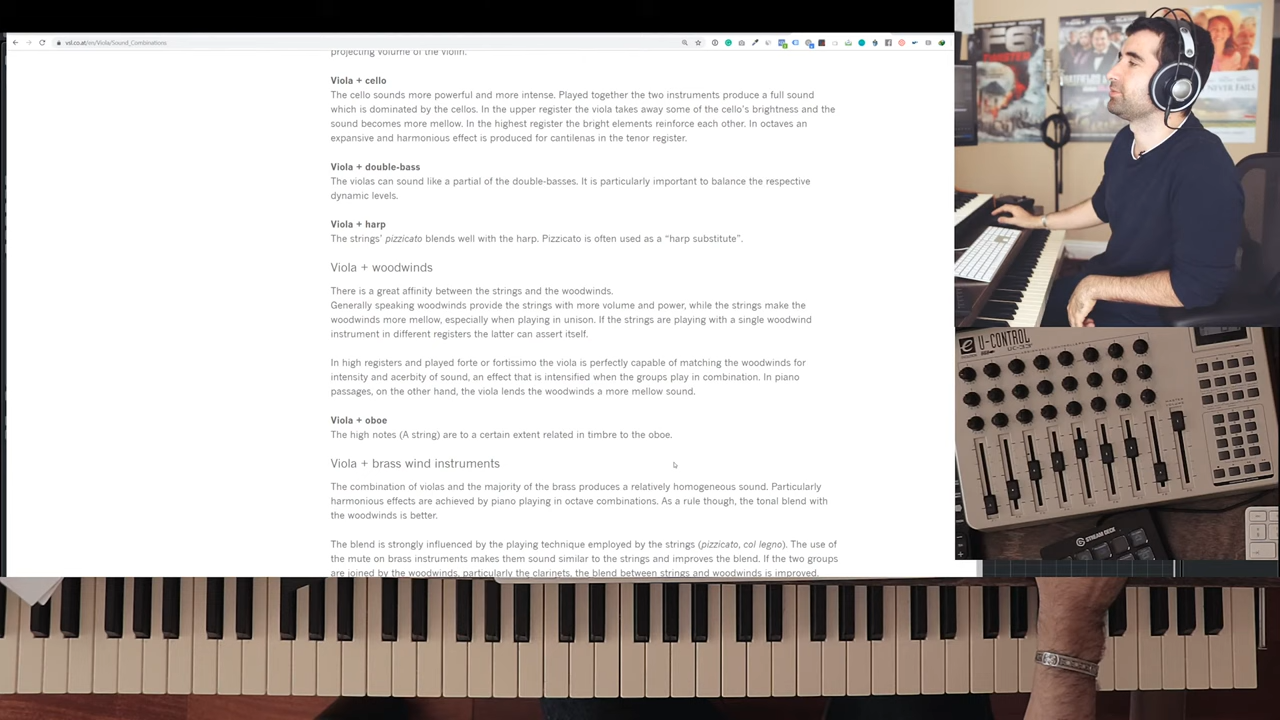 vsl.co.at/en/Viola/Sound_Combinations
projecting volume of the violin.
Viola + cello
The cello sounds more powerful and more intense. Played together the two instruments produce a full sound
which is dominated by the cellos. In the upper register the viola takes away some of the cello's brightness and the
sound becomes more mellow. In the highest register the bright elements reinforce each other. In octaves an
expansive and harmonious effect is produced for cantilenas in the tenor register.
Viola + double-bass
The violas can sound like a partial of the double-basses. It is particularly important to balance the respective
dynamic levels.
Viola + harp
The strings' pizzicato blends well with the harp. Pizzicato is often used as a “harp substitute”.
Viola + woodwinds
There is a great affinity between the strings and the woodwinds.
Generally speaking woodwinds provide the strings with more volume and power, while the strings make the
woodwinds more mellow, especially when playing in unison. If the strings are playing with a single woodwind
instrument in different registers the latter can assert itself.
In high registers and played forte or fortissimo the viola is perfectly capable of matching the woodwinds for
intensity and acerbity of sound, an effect that is intensified when the groups play in combination. In piano
passages, on the other hand, the viola lends the woodwinds a more mellow sound.
Viola + oboe
The high notes (A string) are to a certain extent related in timbre to the oboe.
Viola + brass wind instruments
The combination of violas and the majority of the brass produces a relatively homogeneous sound. Particularly
harmonious effects are achieved by piano playing in octave combinations. As a rule though, the tonal blend with
the woodwinds is better.
The blend is strongly influenced by the playing technique employed by the strings (pizzicato, col legno). The use of
the mute on brass instruments makes them sound similar to the strings and improves the blend. If the two groups
are joined by the woodwinds, particularly the clarinets, the blend between strings and woodwinds is improved.
F6
NEVER FAILS
U-CONTROL
STREAM DECK